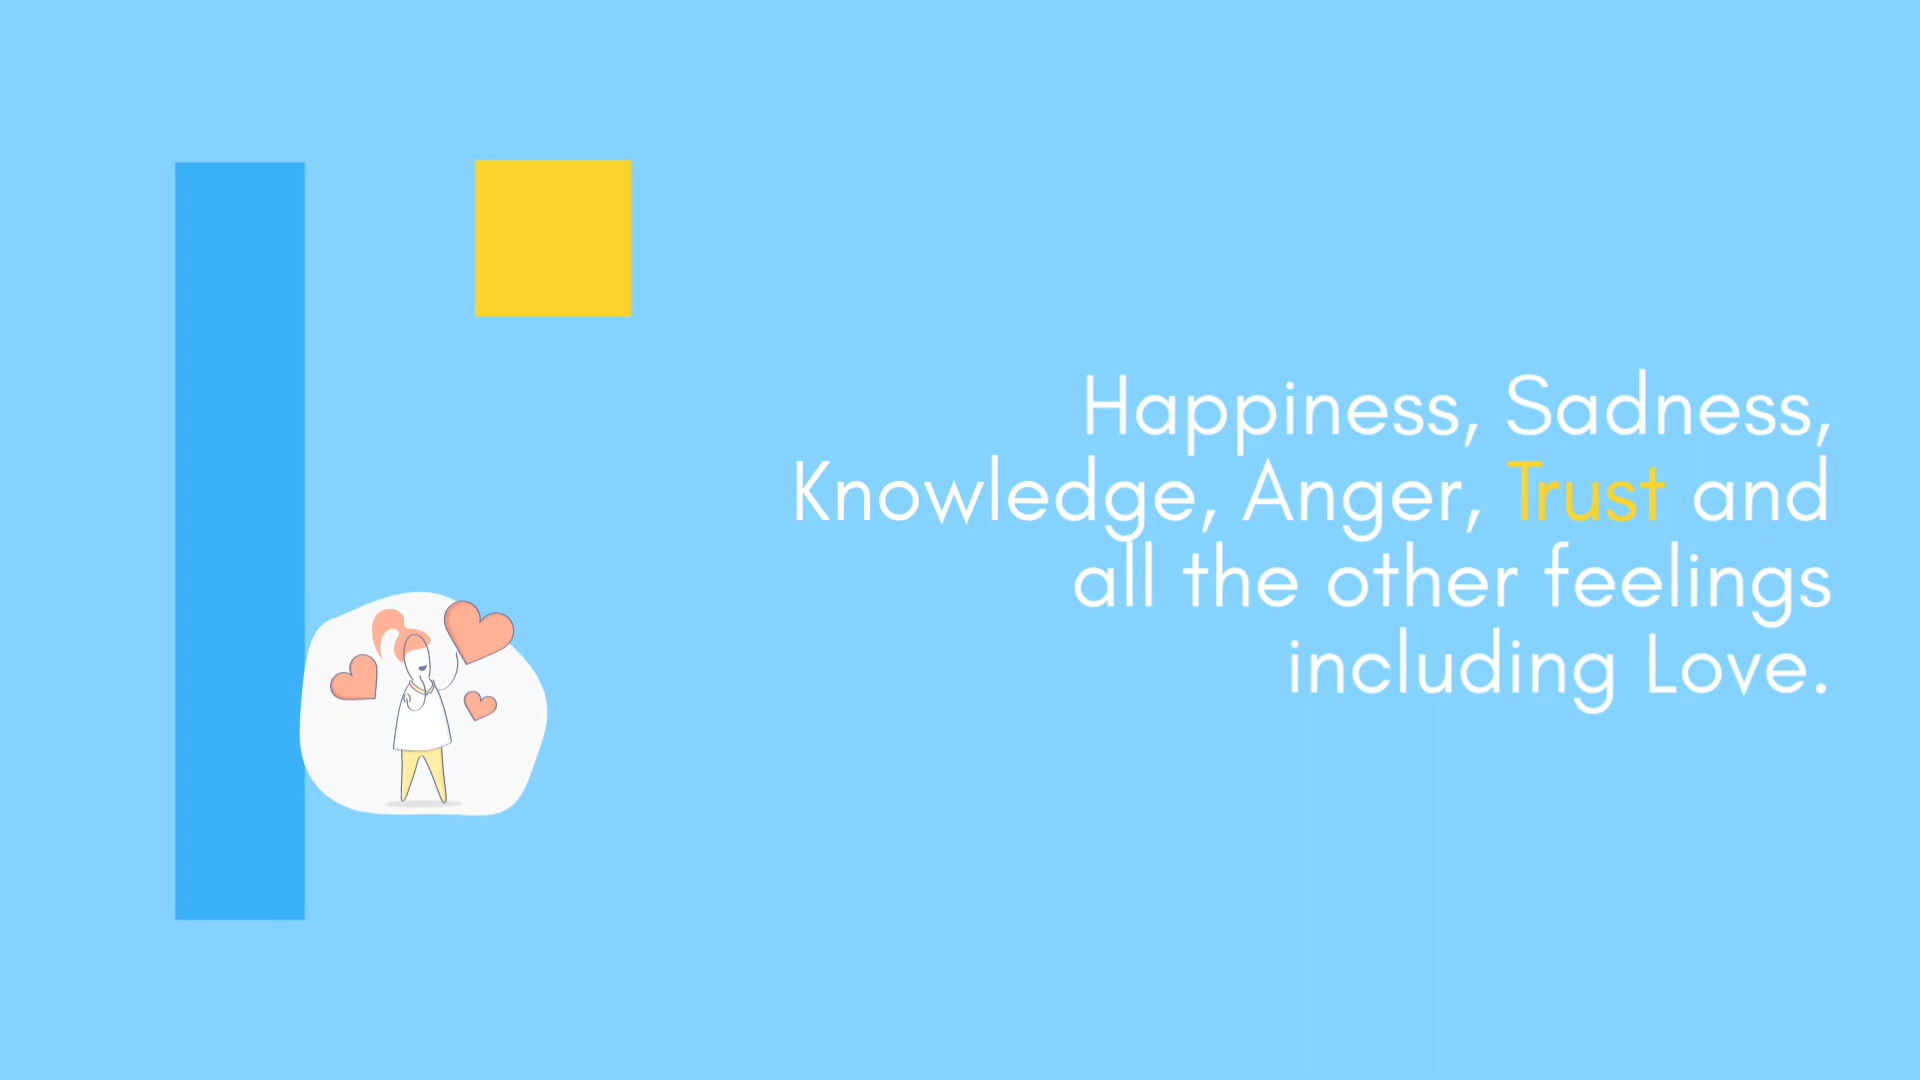 Happiness, Sadness,
Knowledge, Anger, Trust and
all the other feelings
including Love.